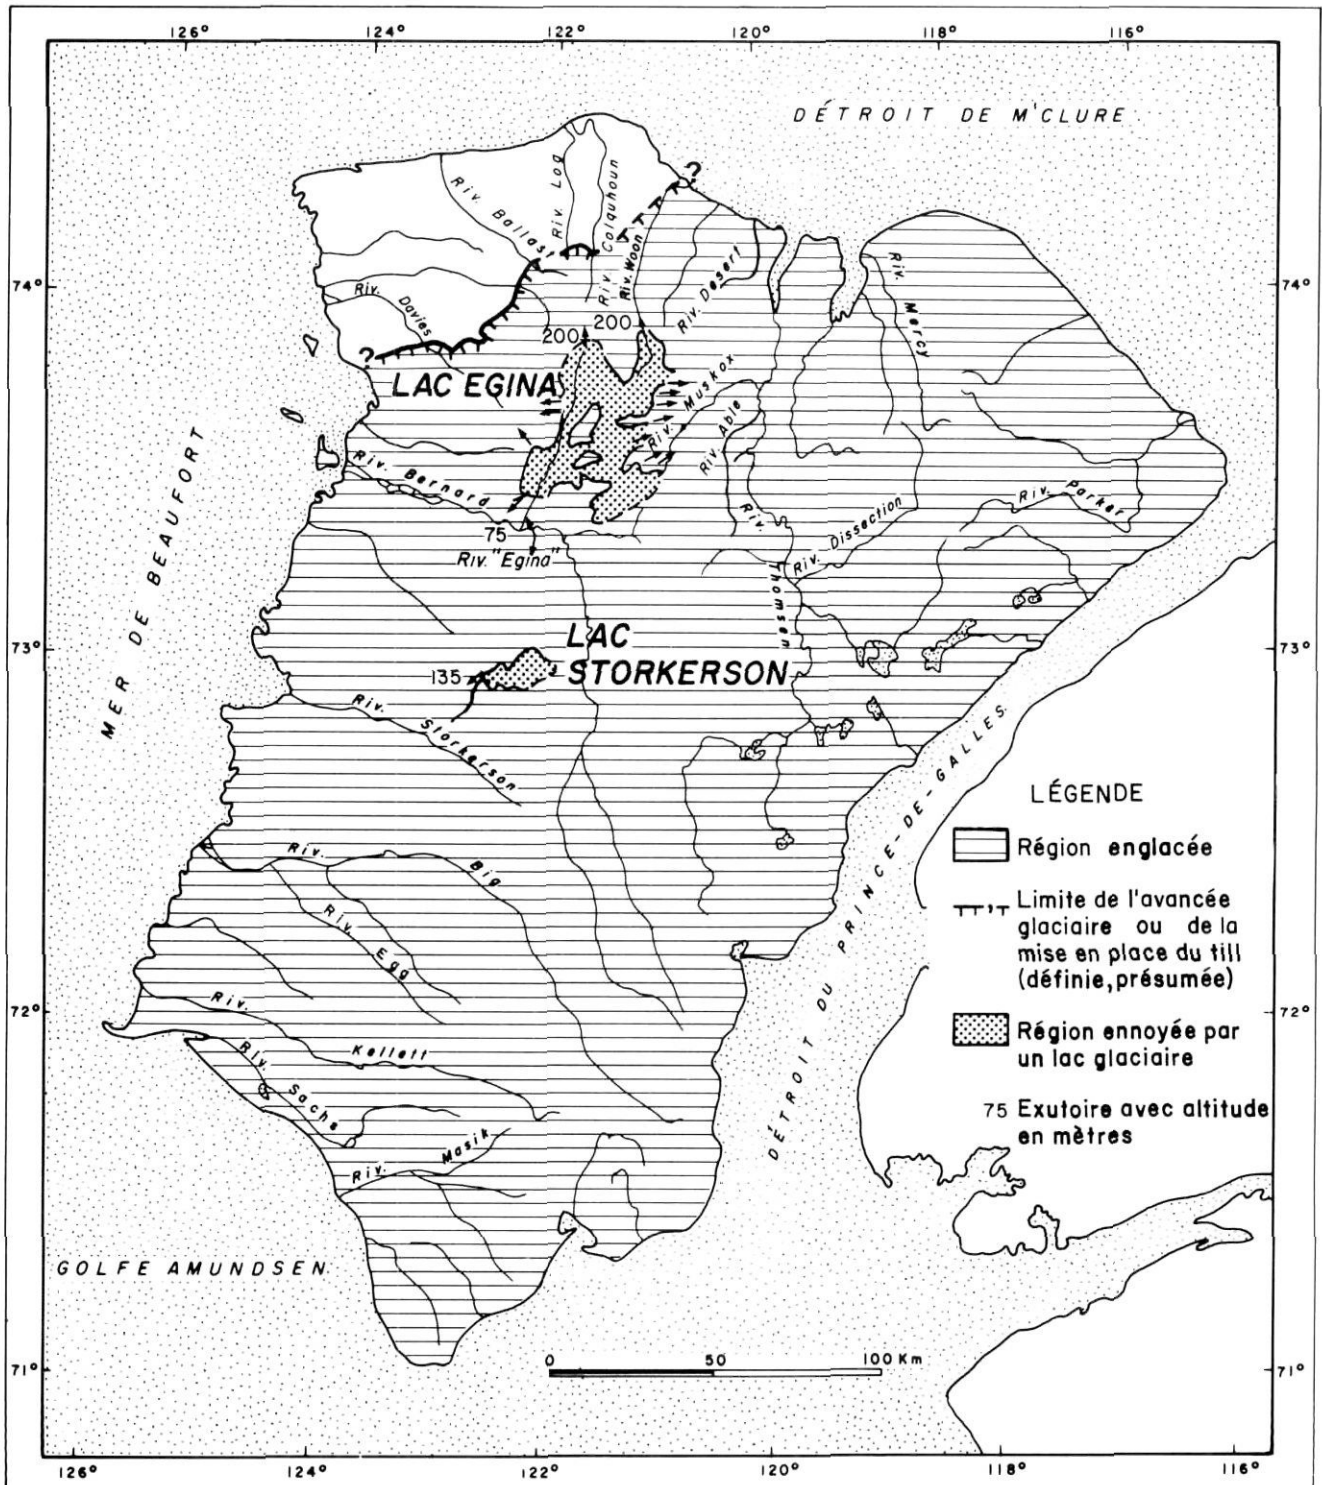 126° 124° 122° 120° 118° 116°
DÉTROIT DE M'CLURE
?
Riv. Log
Riv. Colquhoun
Riv. Ballast
Riv. Woon
Riv. Desert
Riv. Mercy
74° 74°
Riv. Davies
200
200
?
LAC EGINA
Riv. Muskox
Riv. Able
MER DE BEAUFORT
Riv. Bernard
Riv. Parker
75
Riv. Dissection
Riv. "Egina"
Riv. Thomsen
73° 73°
LAC
STORKERSON
135
Riv. Storkerson
DÉTROIT DU PRINCE-DE-GALLES
LÉGENDE
Région englacée
Limite de l'avancée
glaciaire ou de la
mise en place du till
(définie, présumée)
Région ennoyée par
un lac glaciaire
75 Exutoire avec altitude
en mètres
Riv. Big
Riv. Egg
72° 72°
Riv. Kellett
Riv. Sachs
Riv. Masik
GOLFE AMUNDSEN
71° 71°
0 50 100 Km
126° 124° 122° 120° 118° 116°